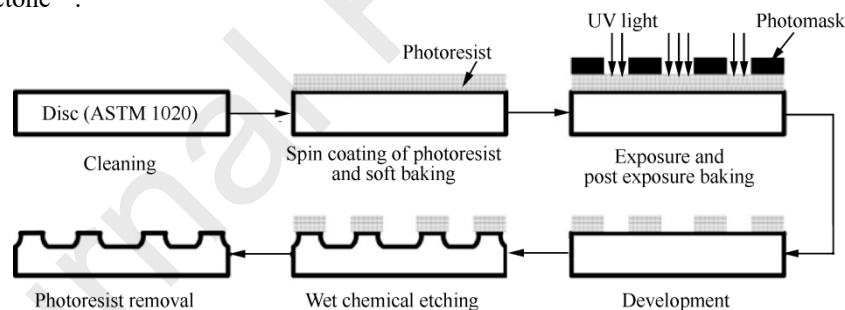 etone
UV light
Photomask
Photoresist
Disc (ASTM 1020)
Cleaning
Spin coating of photoresist
and soft baking
Exposure and
post exposure baking
Photoresist removal
Wet chemical etching
Development